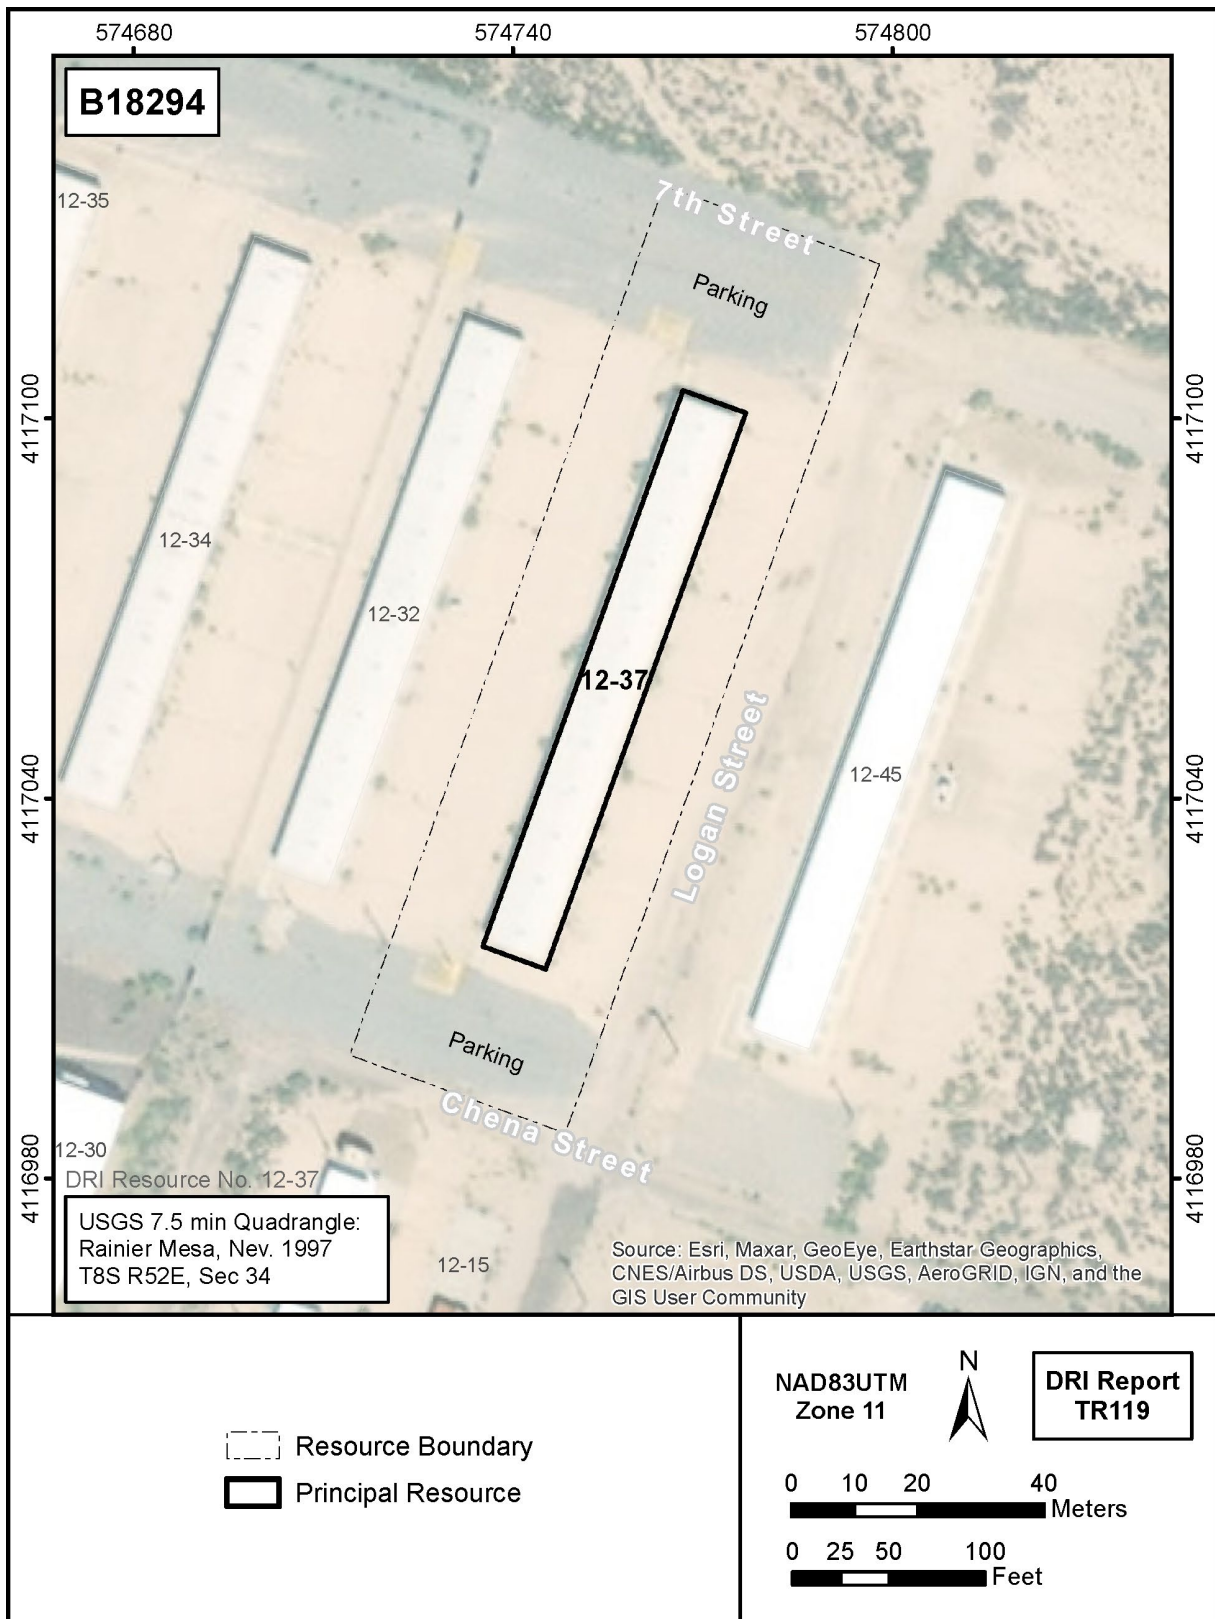 574680
574740
574800
B18294
12-35
7th Street
Parking
4117100
4117100
12-34
12-32
12-37
Logan Street
12-45
4117040
4117040
Parking
Chena Street
12-30
DRI Resource No. 12-37
4116980
4116980
USGS 7.5 min Quadrangle:
Rainier Mesa, Nev. 1997
T8S R52E, Sec 34
12-15
Source: Esri, Maxar, GeoEye, Earthstar Geographics,
CNES/Airbus DS, USDA, USGS, AeroGRID, IGN, and the
GIS User Community
Resource Boundary
Principal Resource
NAD83UTM
Zone 11
N
DRI Report
TR119
0 10 20 40
Meters
0 25 50 100
Feet